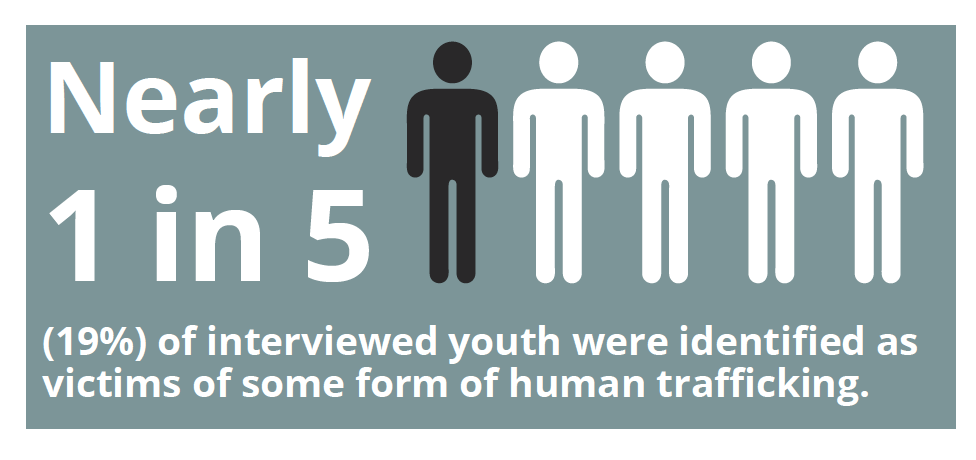 Nearly
1 in 5
(19%) of interviewed youth were identified as
victims of some form of human trafficking.